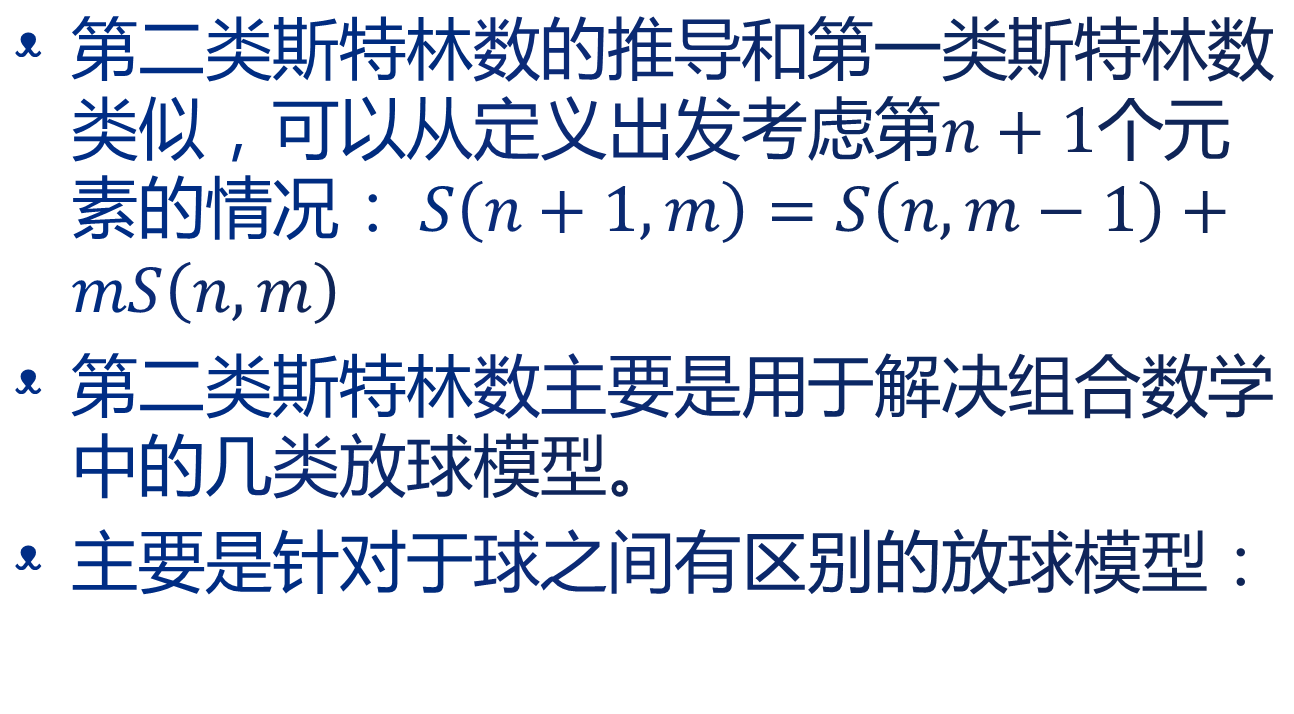 第二类斯特林数的推导和第一类斯特林数
类似，可以从定义出发考虑第n + 1个元
素的情况： S(n + 1, m) = S(n, m − 1) +
mS(n, m)
第二类斯特林数主要是用于解决组合数学
中的几类放球模型。
主要是针对于球之间有区别的放球模型：